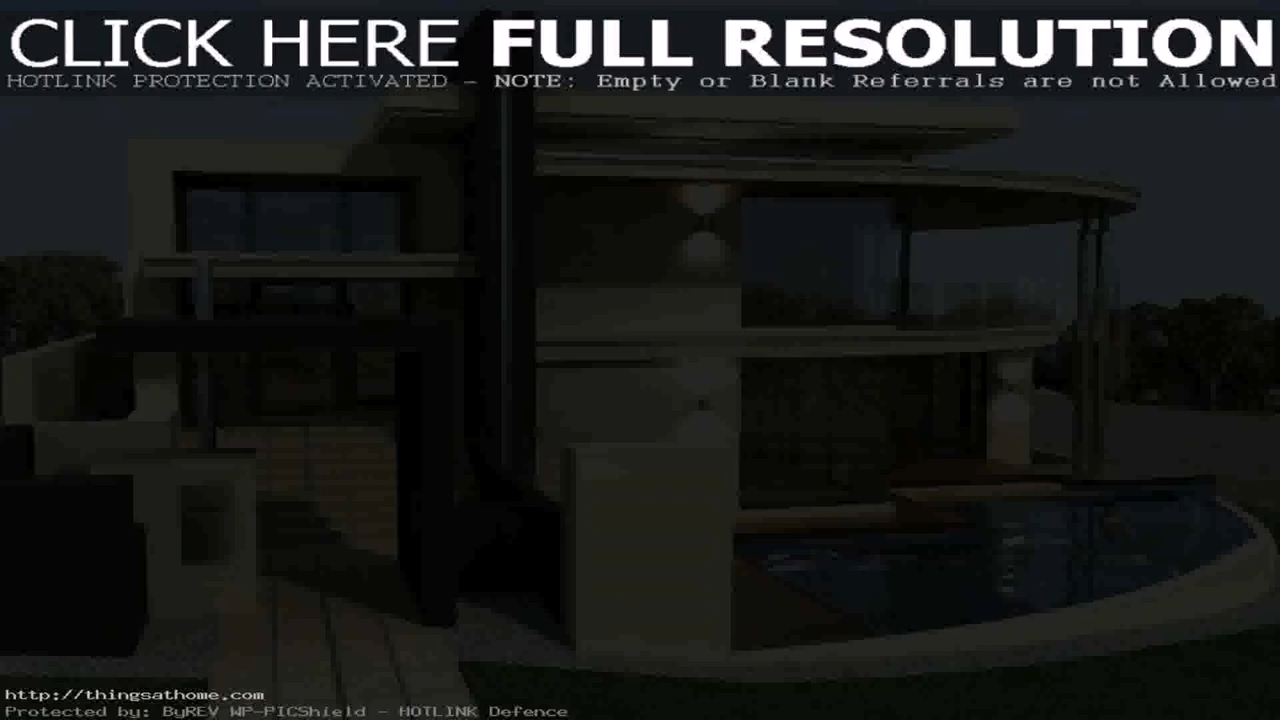 CLICK HERE FULL RESOLUTION
HOTLINK PROTECTION ACTIVATED - NOTE: Empty or Blank Referrals are not Allowed
http://thingsathome.com
Protected by: ByREV WP-PICShield - HOTLINK Defence